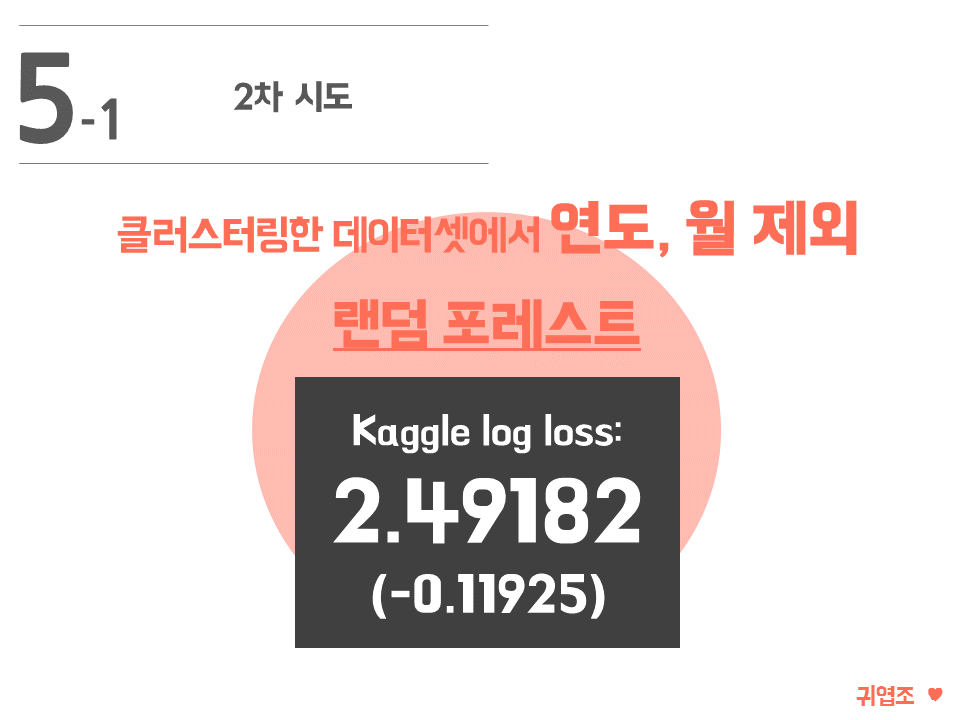 5-1 2차 시도
클러스터링한 데이터셋에서 연도, 월 제외
랜덤 포레스트
Kaggle log loss:
2.49182
(-0.11925)
귀엽조 ♥